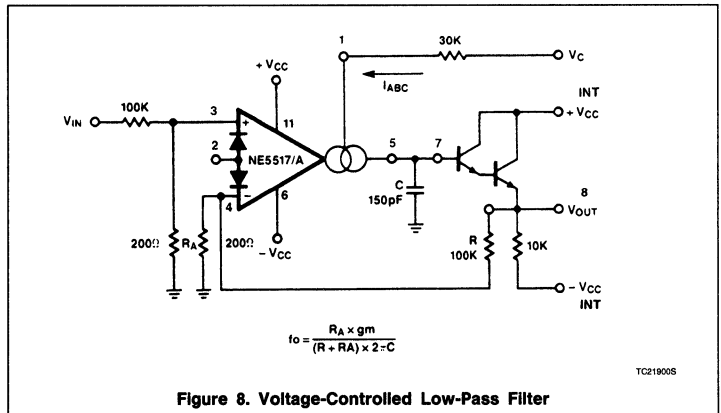 1
30K
VC
IABC
+ VCC
INT
+ VCC
VIN
100K
3
+
11
2
NE5517/A
5
7
C
150pF
6
−
4
8
VOUT
200Ω
RA
200Ω
− VCC
R
100K
10K
− VCC
INT
fo = RA × gm / (R + RA) × 2πC
TC21900S
Figure 8. Voltage-Controlled Low-Pass Filter